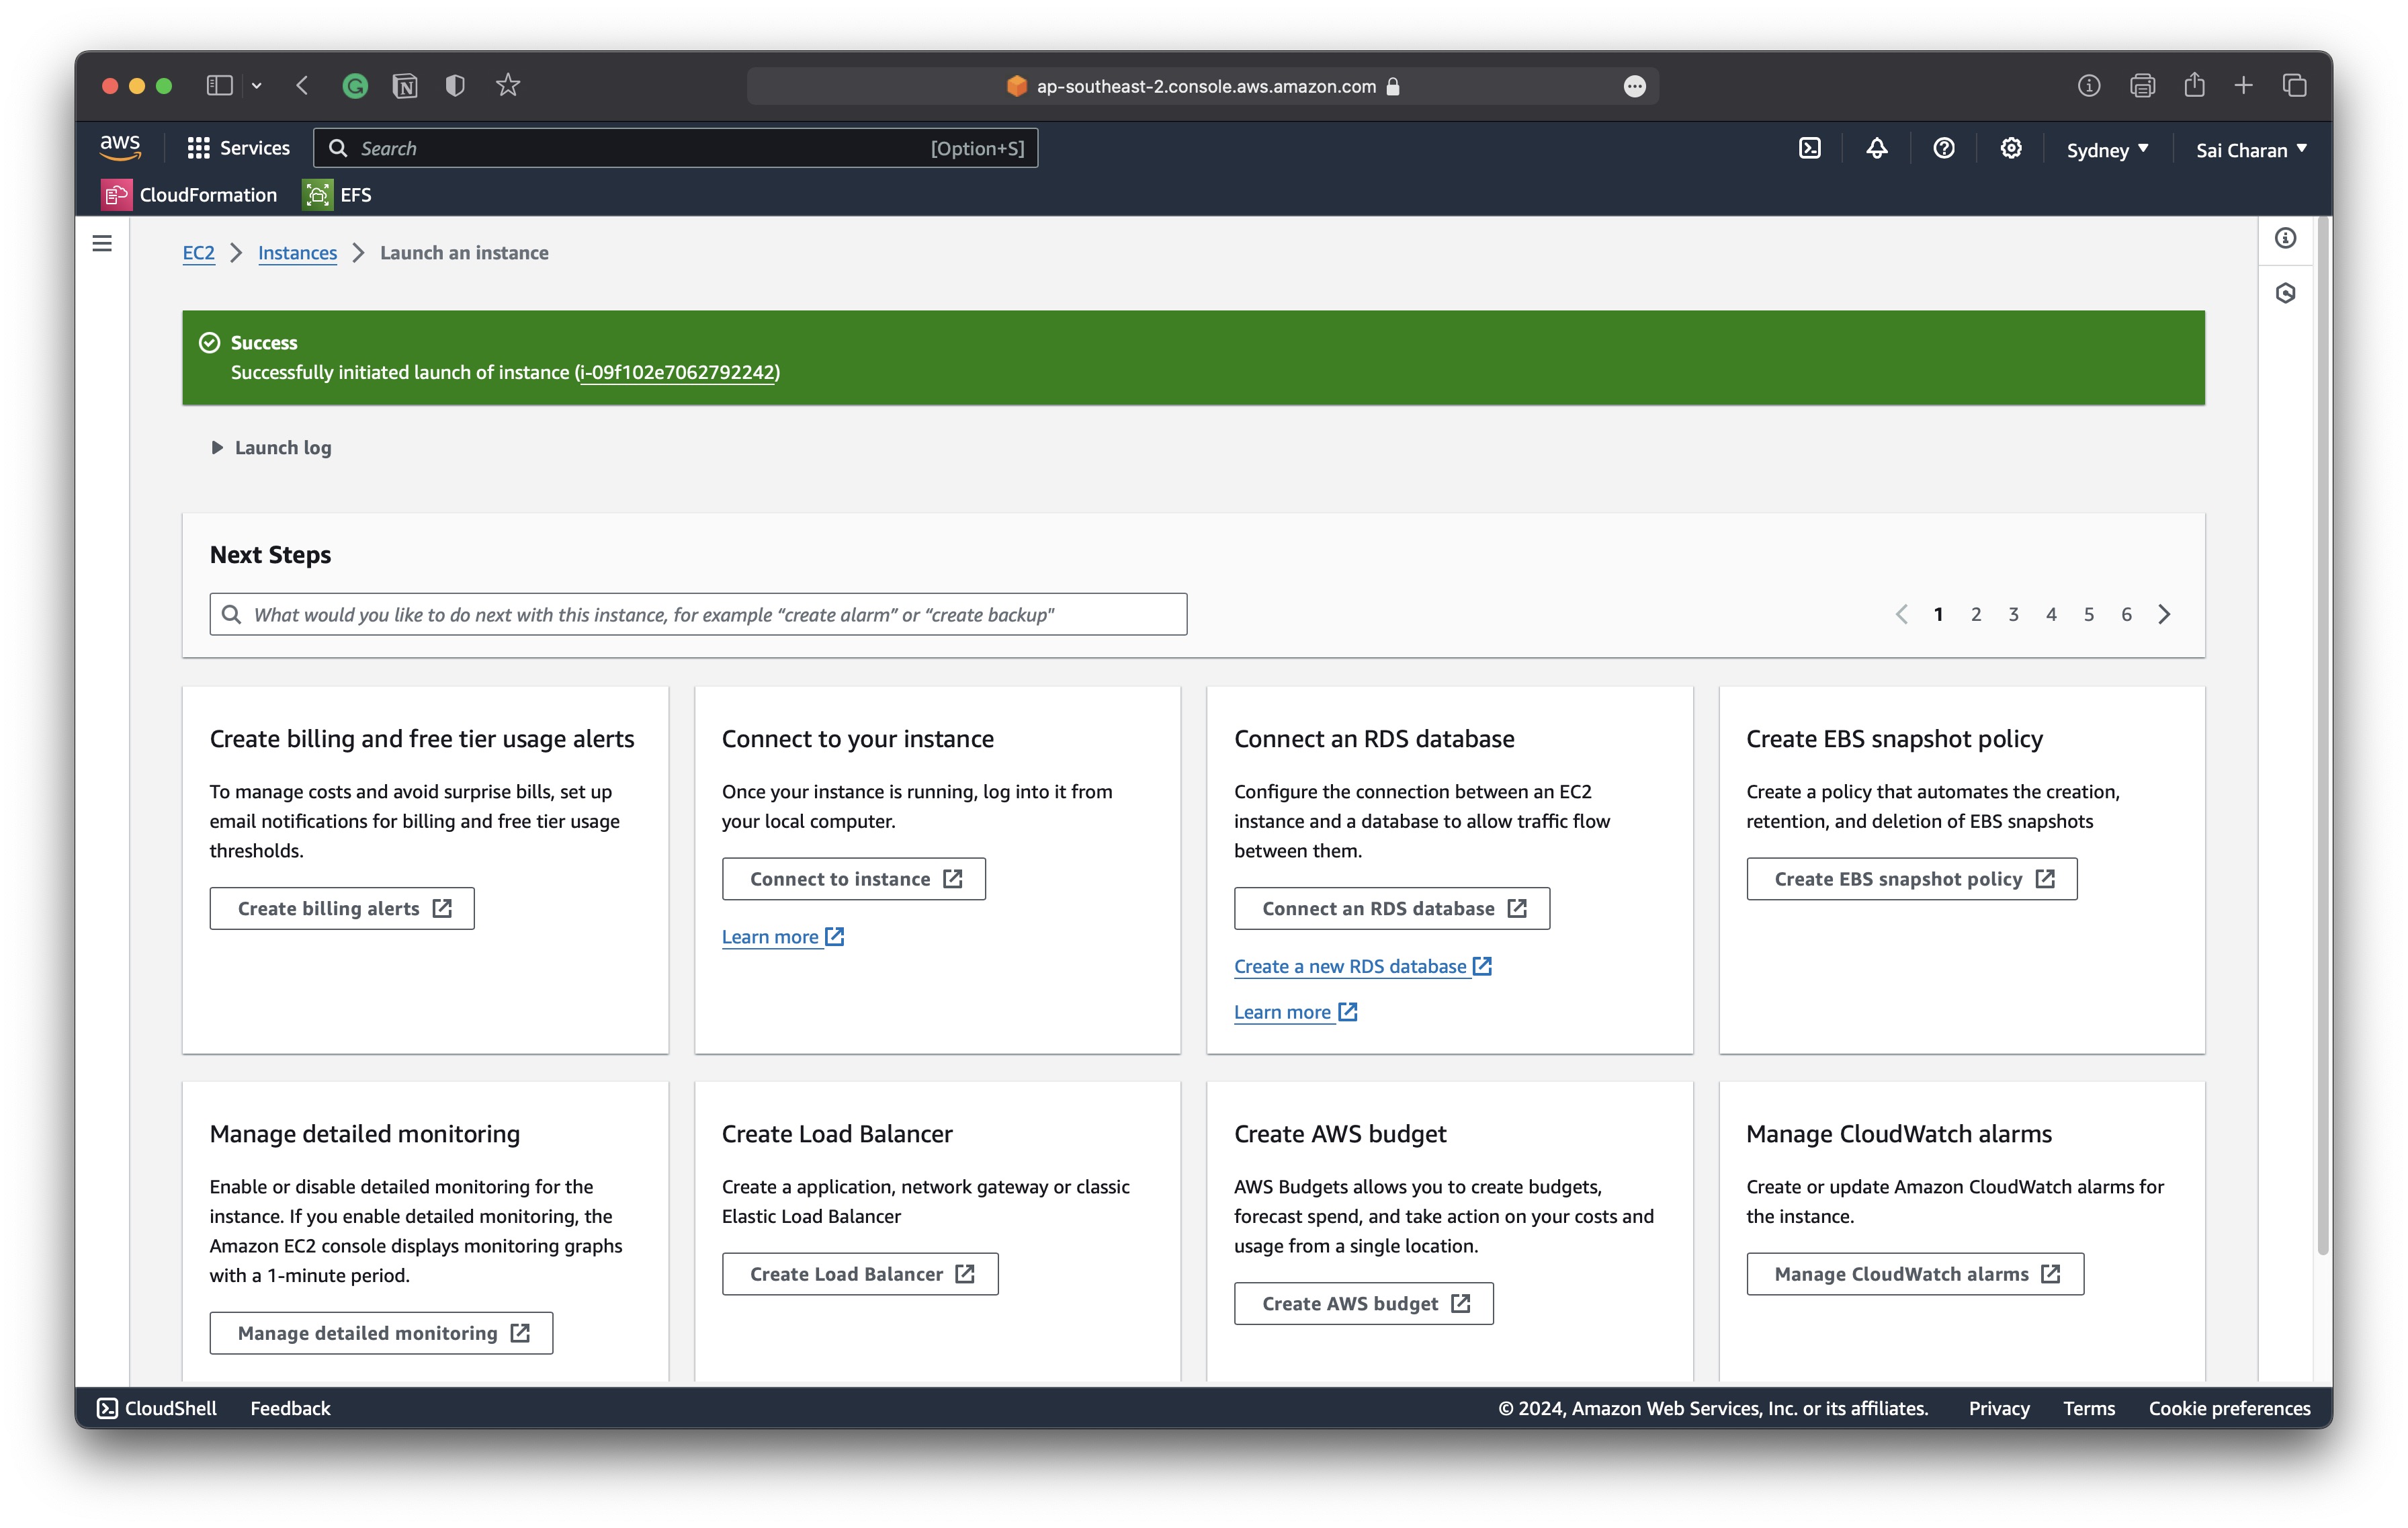 ap-southeast-2.console.aws.amazon.com
aws
Services
Search
[Option+S]
Sydney
Sai Charan
CloudFormation
EFS
EC2
Instances
Launch an instance
Success
Successfully initiated launch of instance (i-09f102e7062792242)
Launch log
Next Steps
What would you like to do next with this instance, for example “create alarm” or “create backup"
1 2 3 4 5 6
Create billing and free tier usage alerts
To manage costs and avoid surprise bills, set up
email notifications for billing and free tier usage
thresholds.
Create billing alerts
Connect to your instance
Once your instance is running, log into it from
your local computer.
Connect to instance
Learn more
Connect an RDS database
Configure the connection between an EC2
instance and a database to allow traffic flow
between them.
Connect an RDS database
Create a new RDS database
Learn more
Create EBS snapshot policy
Create a policy that automates the creation,
retention, and deletion of EBS snapshots
Create EBS snapshot policy
Manage detailed monitoring
Enable or disable detailed monitoring for the
instance. If you enable detailed monitoring, the
Amazon EC2 console displays monitoring graphs
with a 1-minute period.
Manage detailed monitoring
Create Load Balancer
Create a application, network gateway or classic
Elastic Load Balancer
Create Load Balancer
Create AWS budget
AWS Budgets allows you to create budgets,
forecast spend, and take action on your costs and
usage from a single location.
Create AWS budget
Manage CloudWatch alarms
Create or update Amazon CloudWatch alarms for
the instance.
Manage CloudWatch alarms
CloudShell
Feedback
© 2024, Amazon Web Services, Inc. or its affiliates.
Privacy
Terms
Cookie preferences